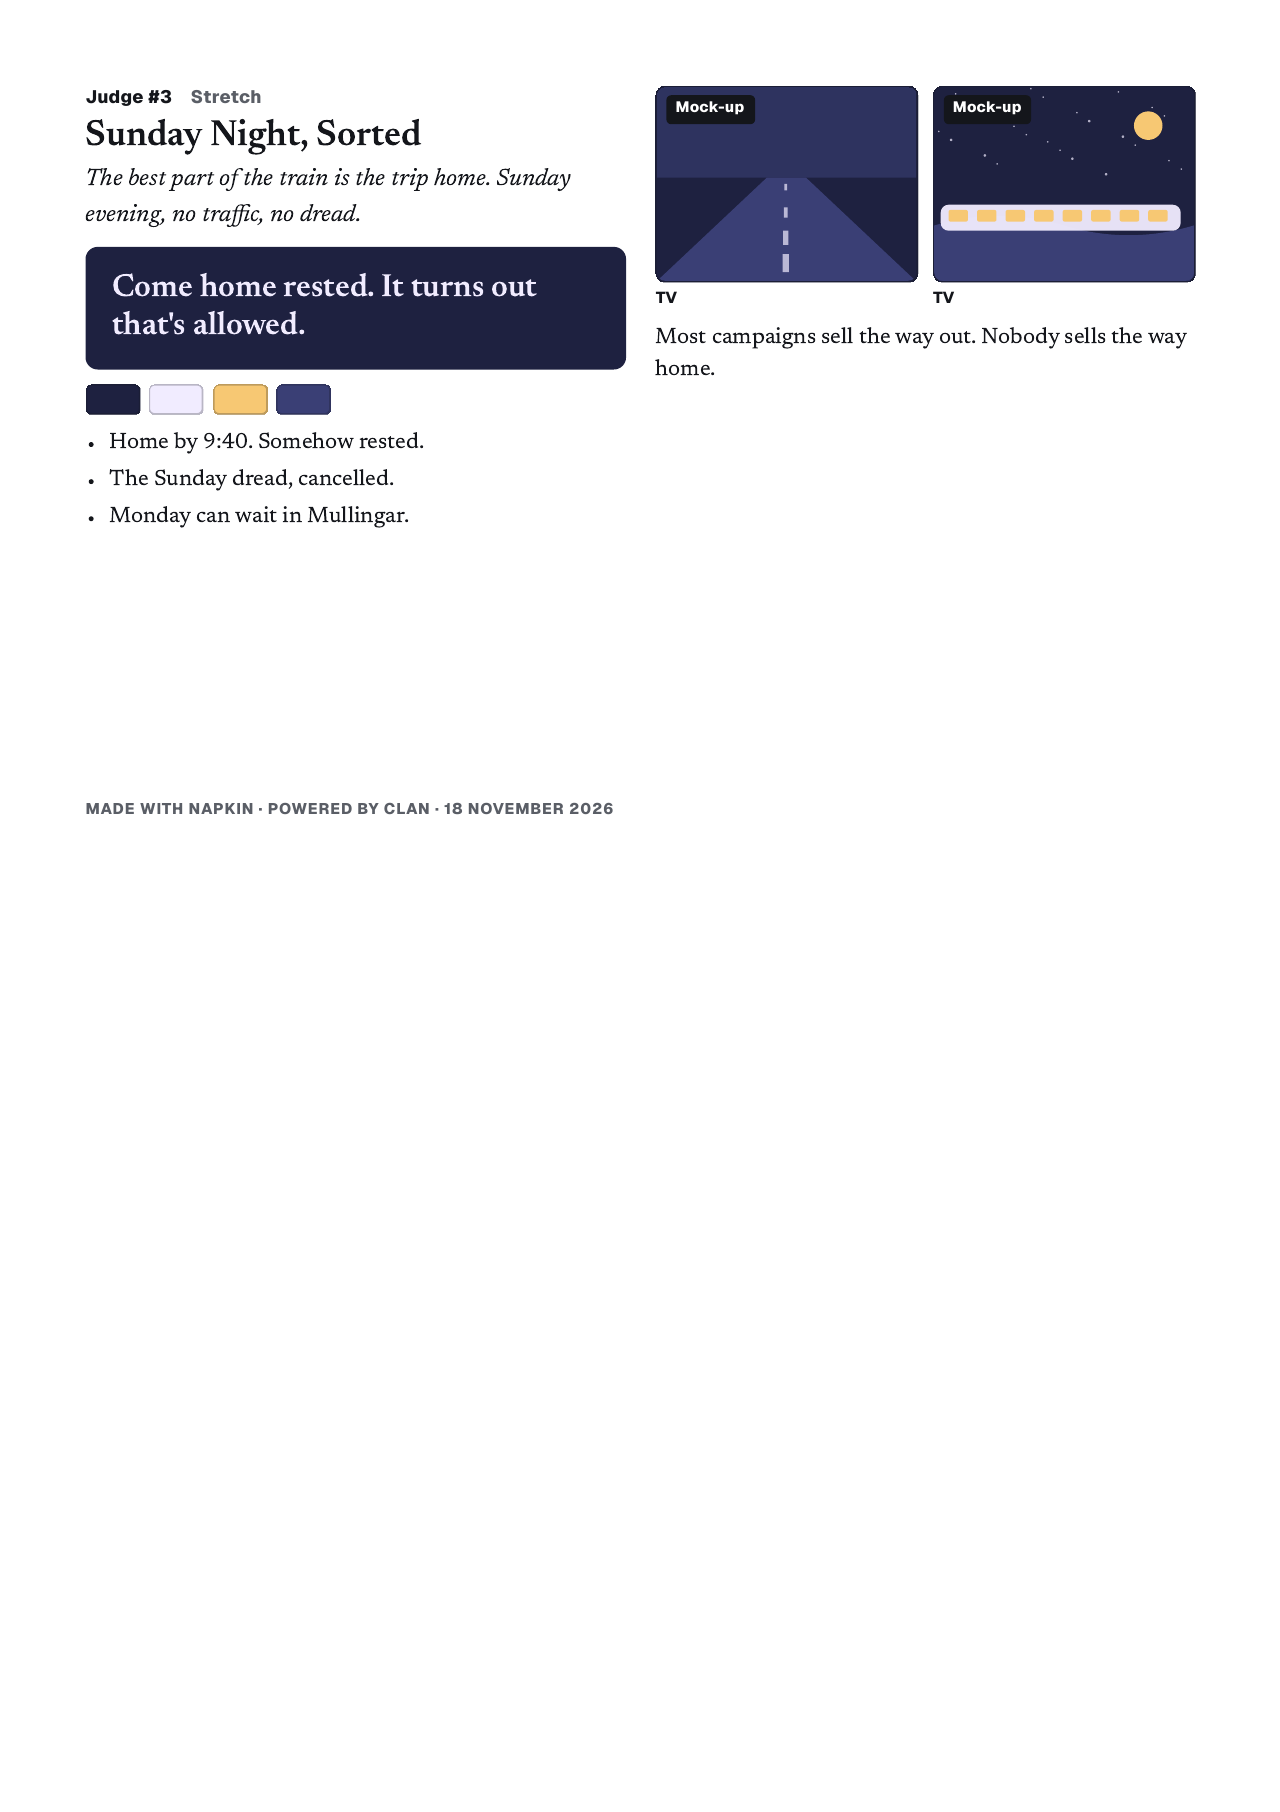 Judge #3 Stretch
Sunday Night, Sorted
The best part of the train is the trip home. Sunday
evening, no traffic, no dread.
Come home rested. It turns out
that's allowed.
• Home by 9:40. Somehow rested.
• The Sunday dread, cancelled.
• Monday can wait in Mullingar.
Mock-up
TV
Mock-up
TV
Most campaigns sell the way out. Nobody sells the way
home.
MADE WITH NAPKIN · POWERED BY CLAN · 18 NOVEMBER 2026